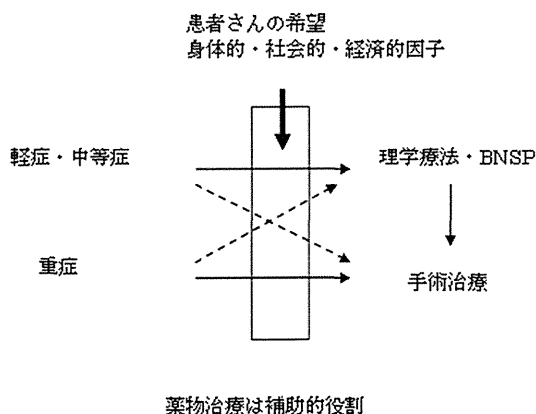 患者さんの希望
身体的・社会的・経済的因子
軽症・中等症
理学療法・BNSP
重症
手術治療
薬物治療は補助的役割